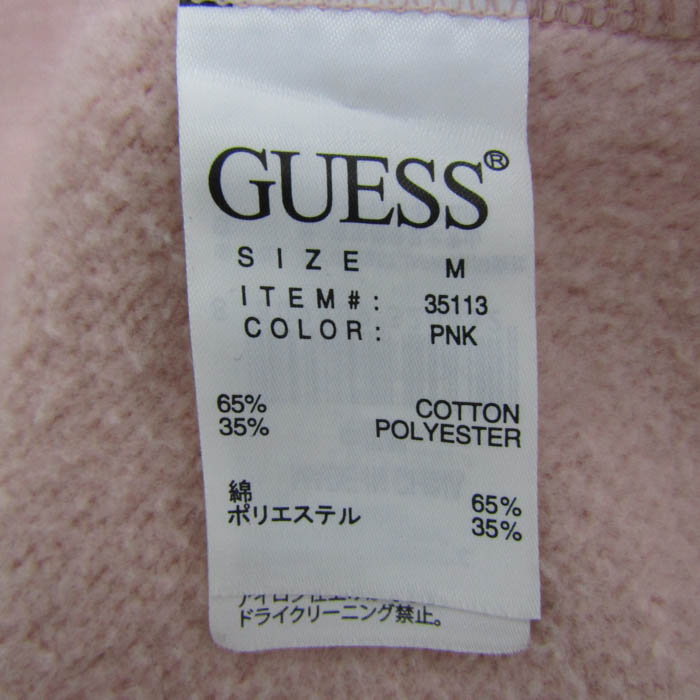 GUESS®
SIZE M
ITEM#: 35113
COLOR: PNK
65% COTTON
35% POLYESTER
綿 65%
ポリエステル 35%
ドライクリーニング禁止。